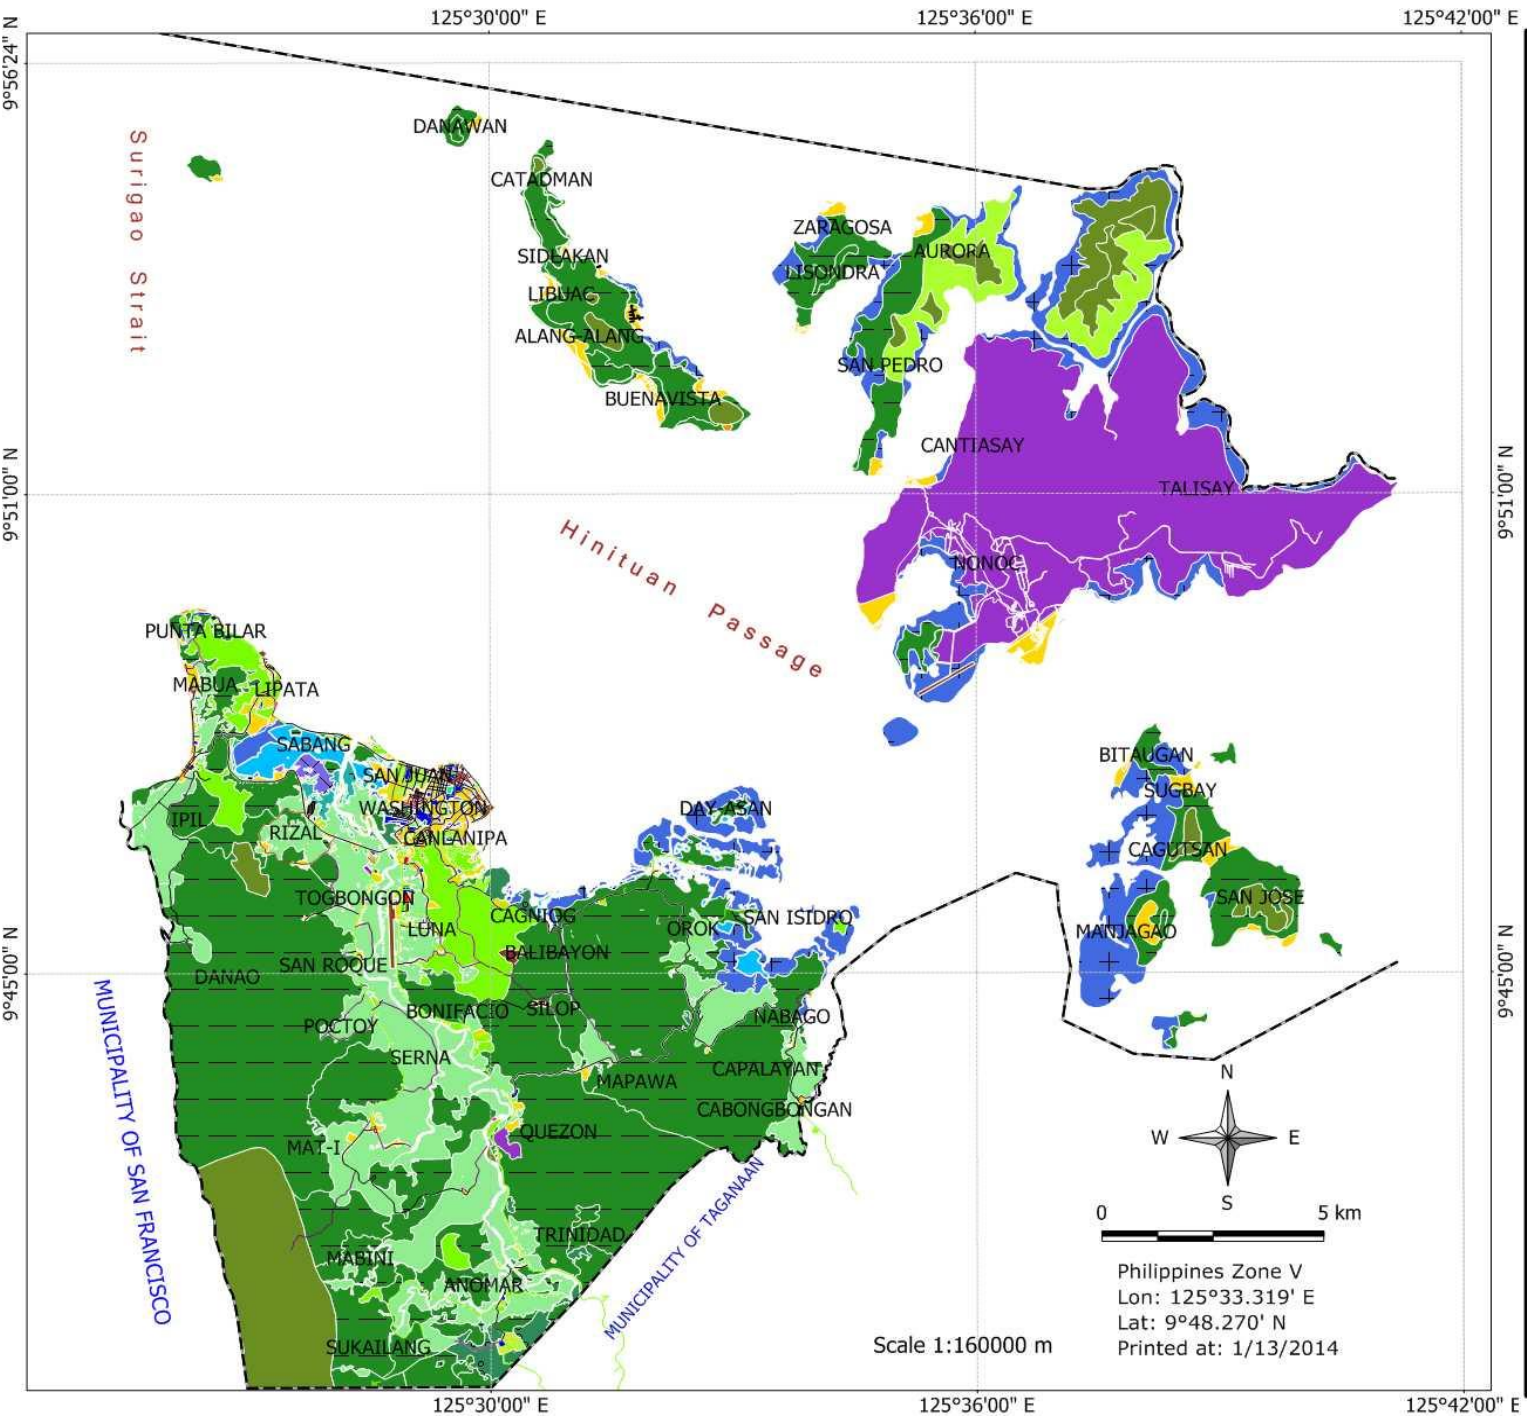 125°30'00" E
125°36'00" E
125°42'00" E
9°56'24" N
DANAWAN
Surigao Strait
CATADMAN
ZARAGOSA
AURORA
SIDLAKAN
LISONDRA
LIBUAC
ALANG-ALANG
SAN PEDRO
BUENAVISTA
CANTIASAY
TALISAY
9°51'00" N
9°51'00" N
Hinituan Passage
NONOC
PUNTA BILAR
MABUA
LIPATA
SABANG
BITAUGAN
SAN JUAN
SUGBAY
WASHINGTON
DAY-ASAN
IPIL
RIZAL
CANLANIPA
CAGUTSAN
TOGBONGON
SAN JOSE
CAGNIOG
SAN ISIDRO
LUNA
OROK
MANJAGAO
BALIBAYON
SAN ROQUE
DANAO
9°45'0" N
9°45'0" N
BONIFACIO
SILOP
NABAGO
POCTOY
SERNA
CAPALAYAN
MAPAWA
CABONGBONGAN
MUNICIPALITY OF SAN FRANCISCO
QUEZON
MAT-I
N
W
E
S
MUNICIPALITY OF TAGANAAN
TRINIDAD
MABINI
ANOMAR
SUKAILANG
0
5 km
Philippines Zone V
Lon: 125°33.319' E
Lat: 9°48.270' N
Printed at: 1/13/2014
Scale 1:160000 m
125°30'00" E
125°36'00" E
125°42'00" E